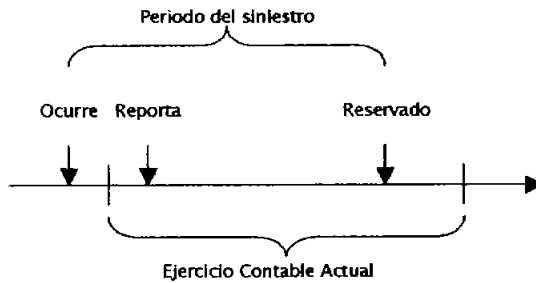 Periodo del siniestro
Ocurre Reporta Reservado
Ejercicio Contable Actual